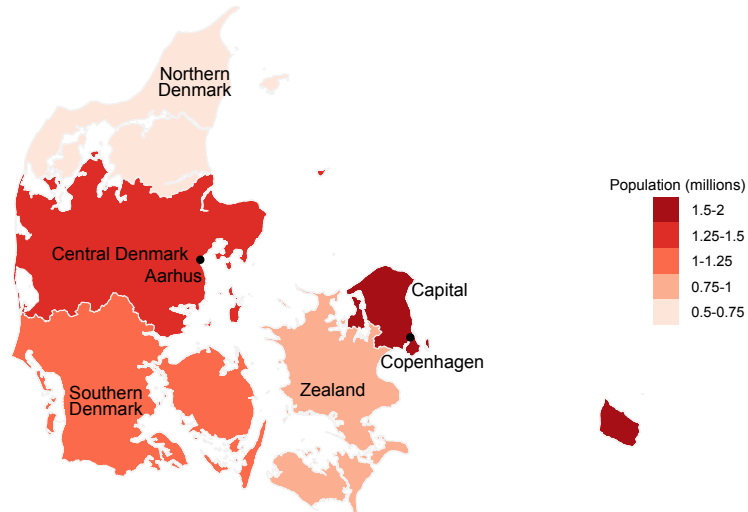 Northern
Denmark
Central Denmark
Aarhus
Southern
Denmark
Zealand
Capital
Copenhagen
Population (millions)
1.5-2
1.25-1.5
1-1.25
0.75-1
0.5-0.75